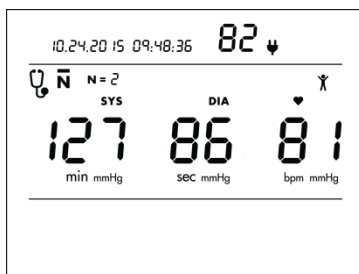 10.24.2015 09:48:36 82
N N = 2
SYS DIA
127 86 81
min mmHg sec mmHg bpm mmHg